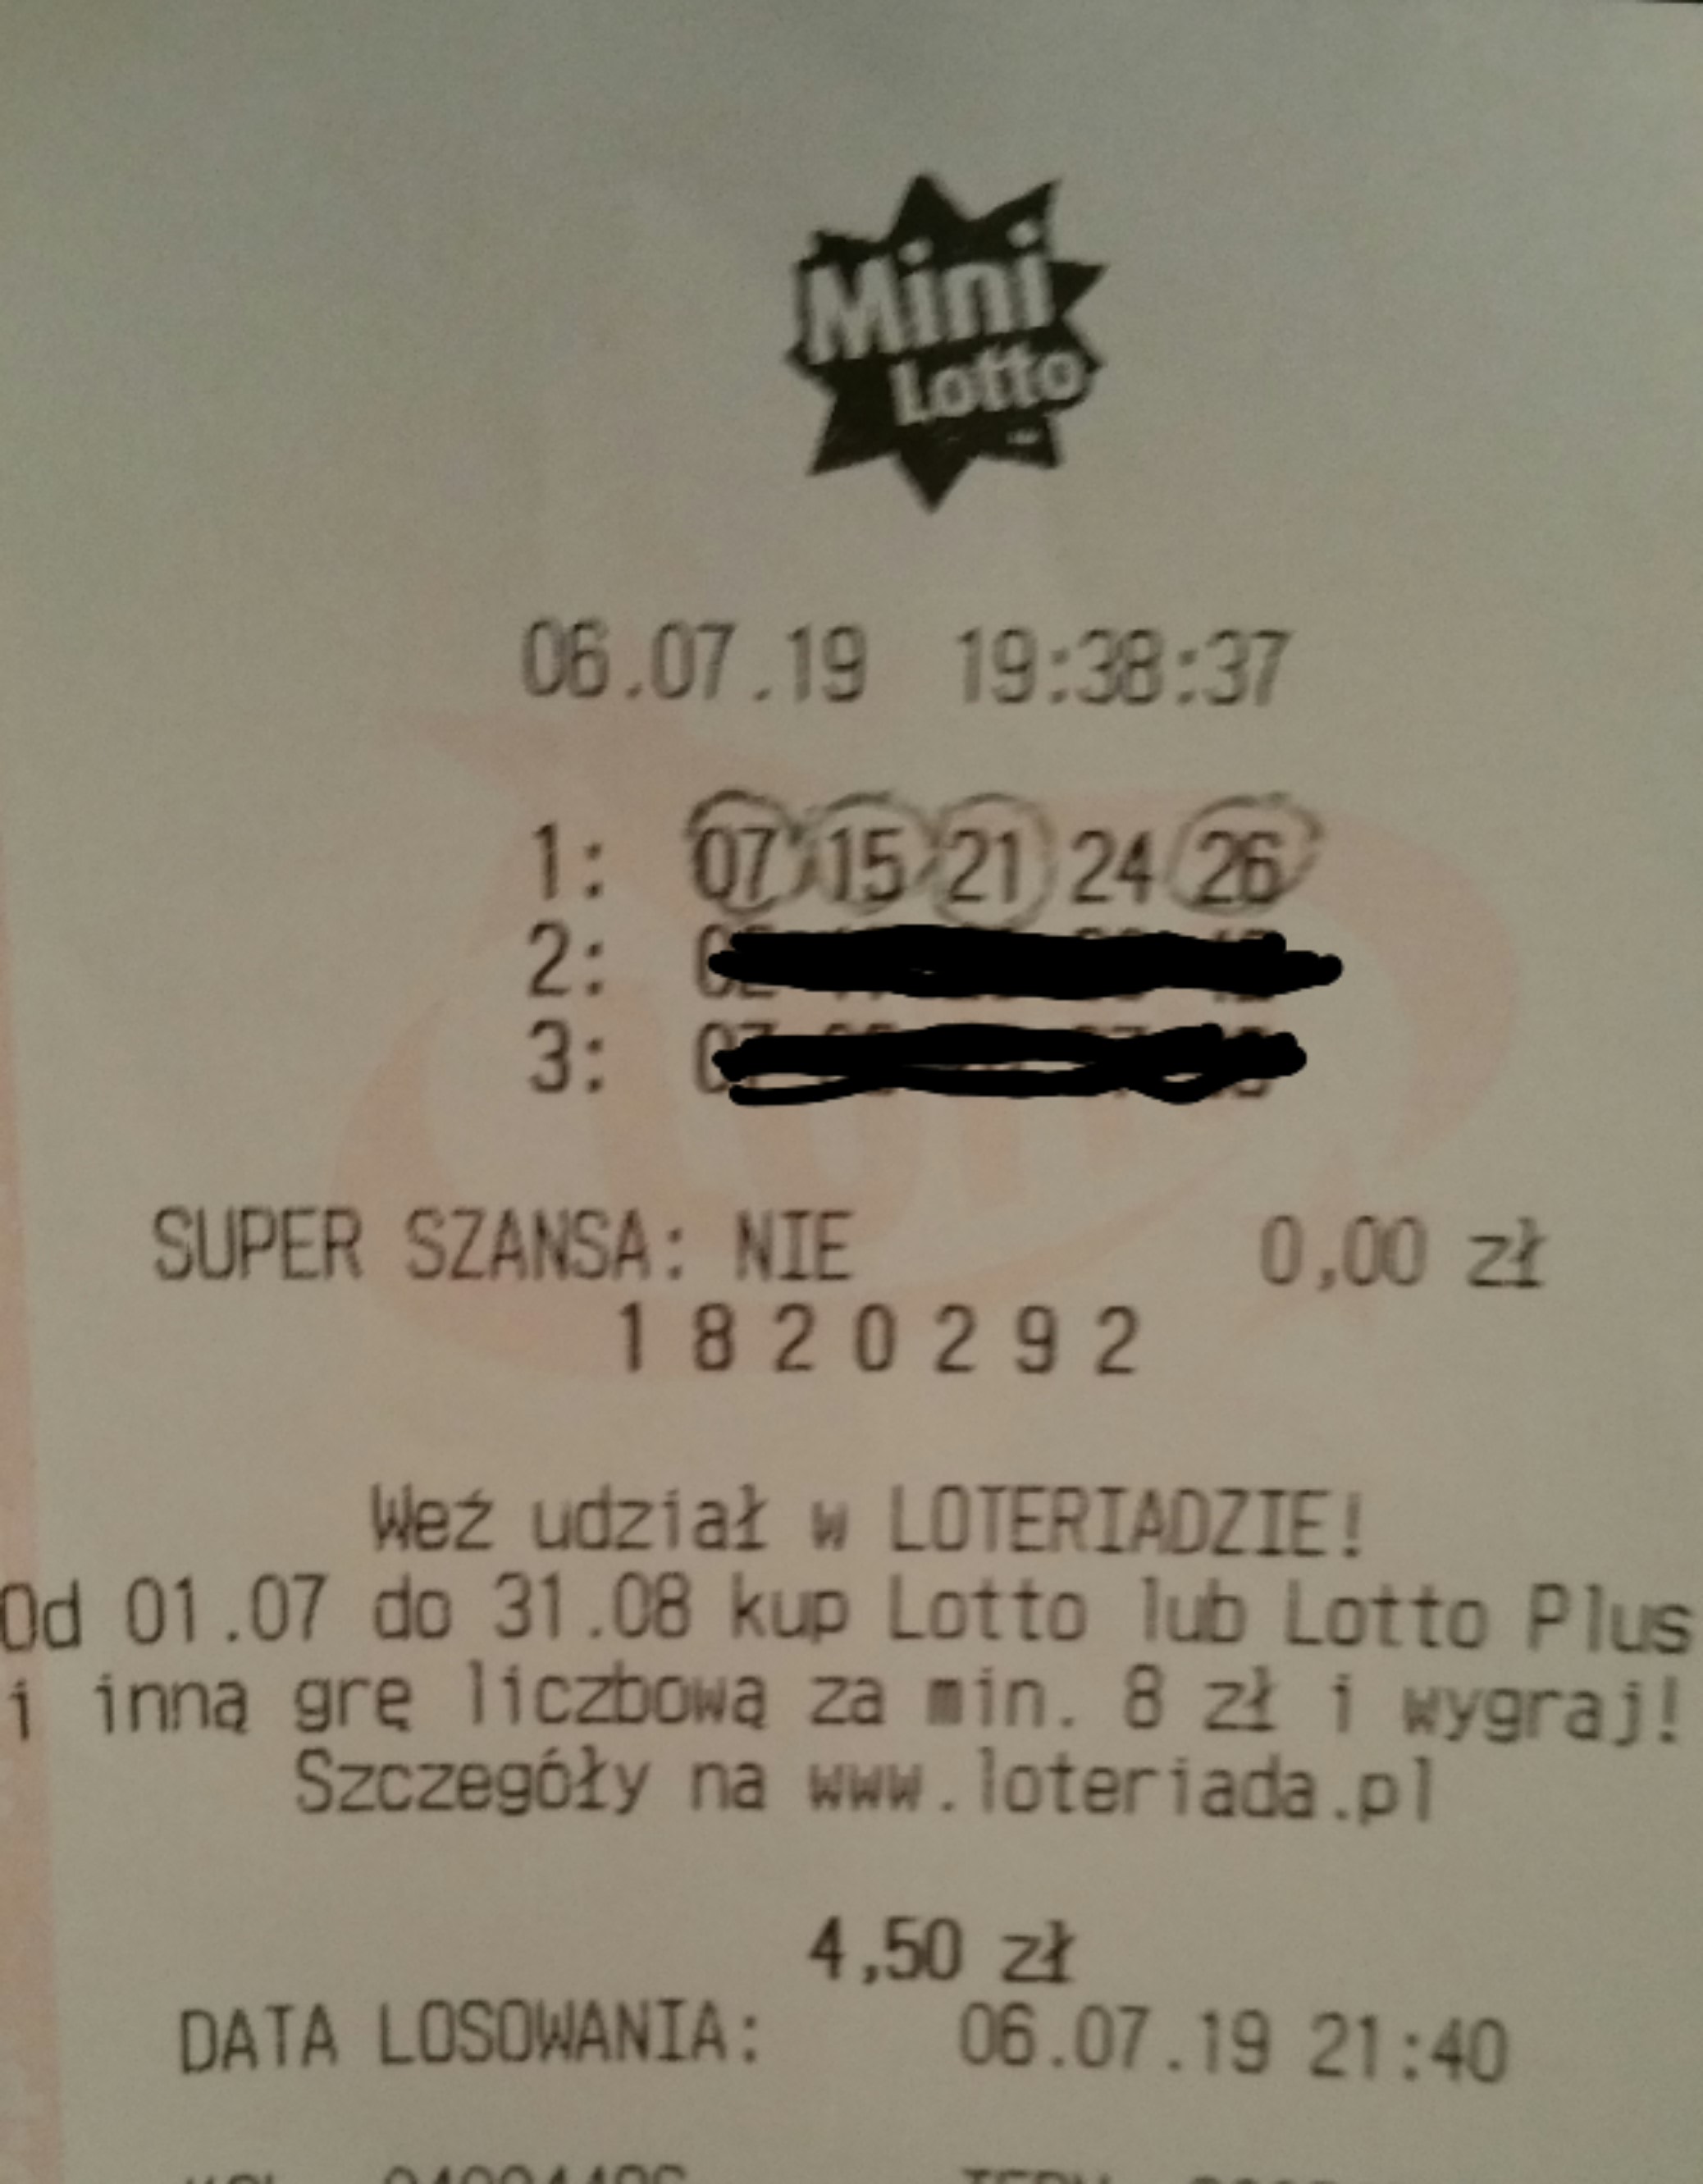 Mini
Lotto
06.07.19 19:38:37
1: 07 15 21 24 26
2:
3:
SUPER SZANSA: NIE 0,00 zł
1 8 2 0 2 9 2
Weź udział w LOTERIADZIE!
Od 01.07 do 31.08 kup Lotto lub Lotto Plus
i inną grę liczbową za min. 8 zł i wygraj!
Szczegóły na www.loteriada.pl
4,50 zł
DATA LOSOWANIA: 06.07.19 21:40